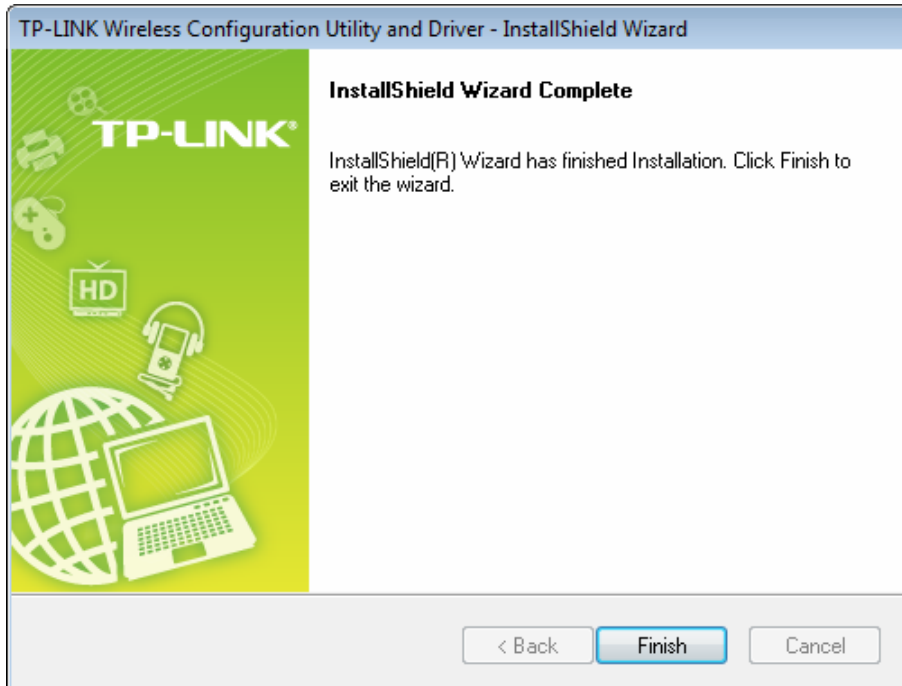 TP-LINK Wireless Configuration Utility and Driver - InstallShield Wizard
TP-LINK®
HD
InstallShield Wizard Complete
InstallShield(R) Wizard has finished Installation. Click Finish to
exit the wizard.
< Back
Finish
Cancel